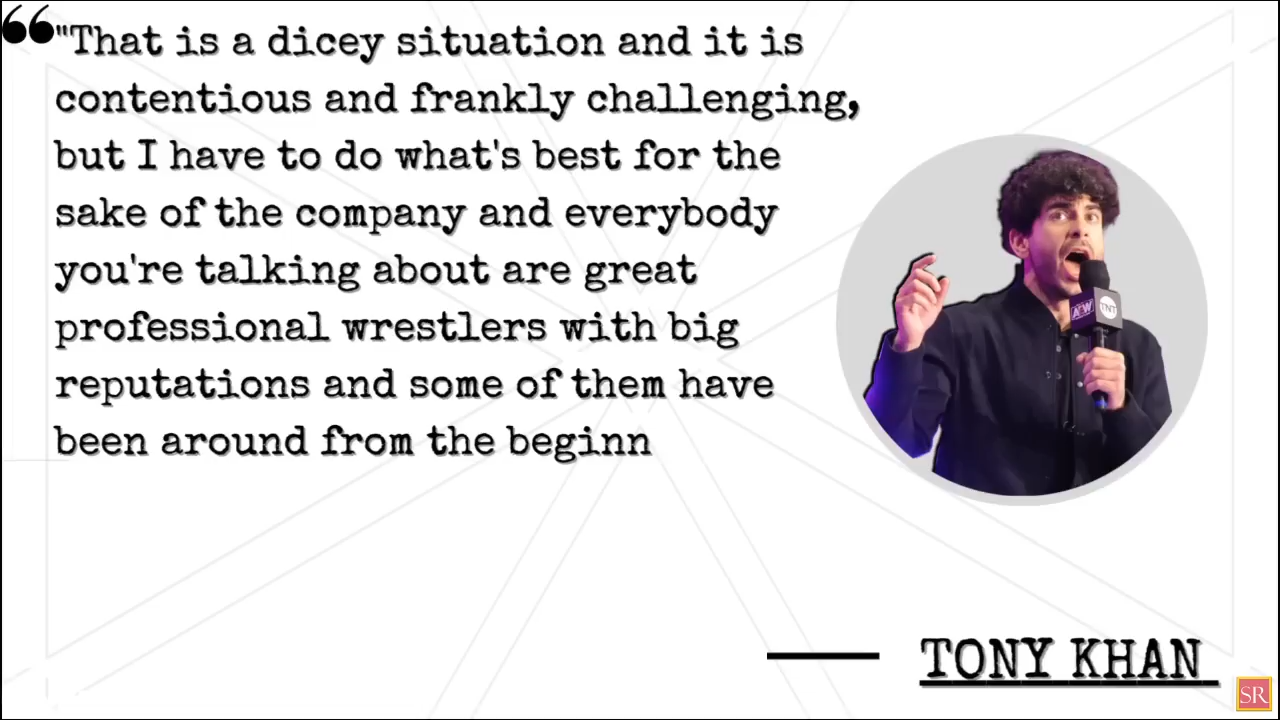 ❝"That is a dicey situation and it is
contentious and frankly challenging,
but I have to do what's best for the
sake of the company and everybody
you're talking about are great
professional wrestlers with big
reputations and some of them have
been around from the beginn
AEW TNT
— TONY KHAN
SR